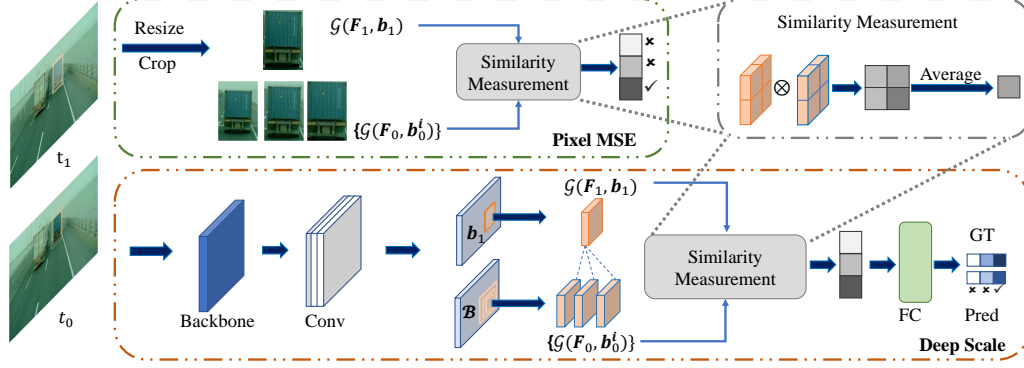 Resize
Crop
𝒢(𝑭₁, 𝒃₁)
{𝒢(𝑭₀, 𝒃₀ⁱ)}
Similarity
Measurement
Pixel MSE
t₁
Similarity Measurement
⊗
Average
t₀
Backbone
Conv
𝒃₁
𝓑
𝒢(𝑭₁, 𝒃₁)
{𝒢(𝑭₀, 𝒃₀ⁱ)}
Similarity
Measurement
FC
GT
Pred
Deep Scale